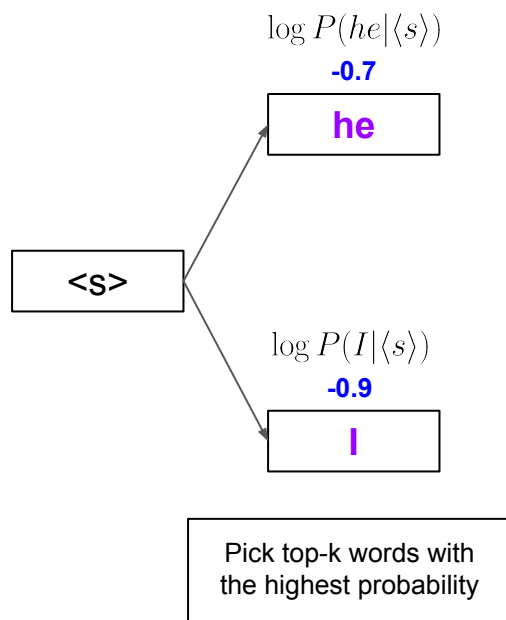 log P(he|⟨s⟩)
-0.7
he
<s>
log P(I|⟨s⟩)
-0.9
I
Pick top-k words with
the highest probability